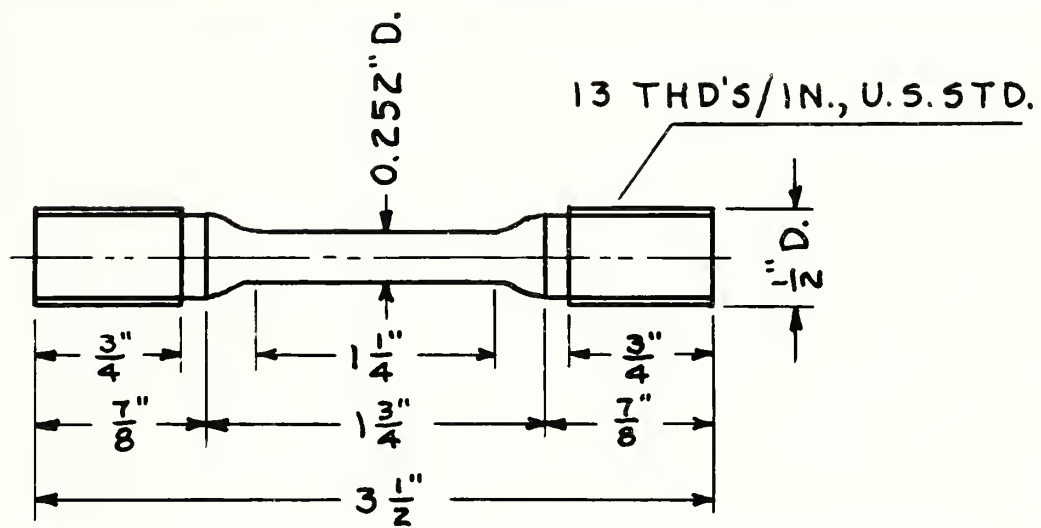 0.252" D.
13 THD'S/IN., U.S. STD.
1/2" D.
3/4"
1 1/4"
3/4"
7/8"
1 3/4"
7/8"
3 1/2"